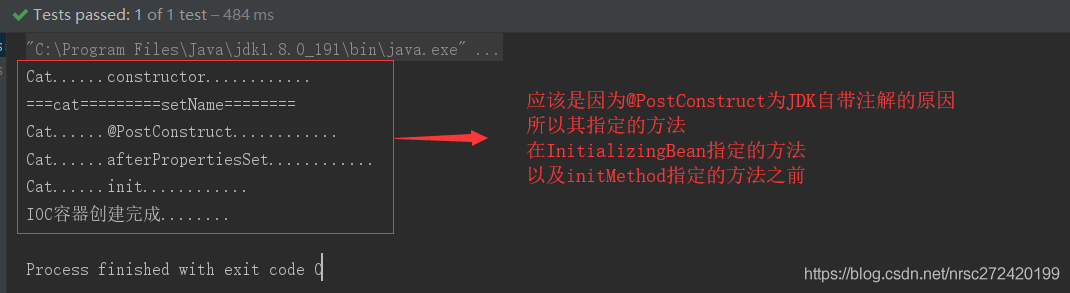 Tests passed: 1 of 1 test – 484 ms
"C:\Program Files\Java\jdk1.8.0_191\bin\java.exe" ...
Cat......constructor............
===cat=========setName========
Cat......@PostConstruct............
Cat......afterPropertiesSet............
Cat......init............
IOC容器创建完成........
应该是因为@PostConstruct为JDK自带注解的原因
所以其指定的方法
在InitializingBean指定的方法
以及initMethod指定的方法之前
Process finished with exit code 0
https://blog.csdn.net/nrsc272420199